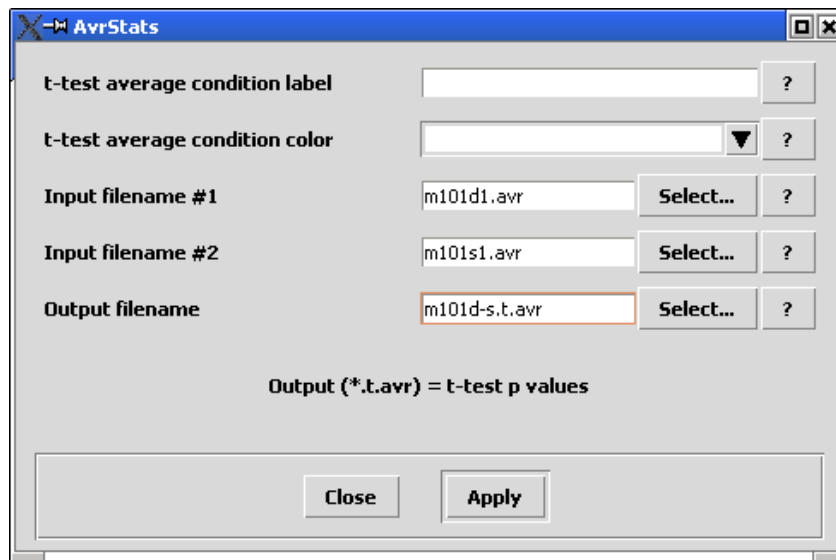 AvrStats
t-test average condition label ?
t-test average condition color ?
Input filename #1 m101d1.avr Select... ?
Input filename #2 m101s1.avr Select... ?
Output filename m101d-s.t.avr Select... ?
Output (*.t.avr) = t-test p values
Close Apply